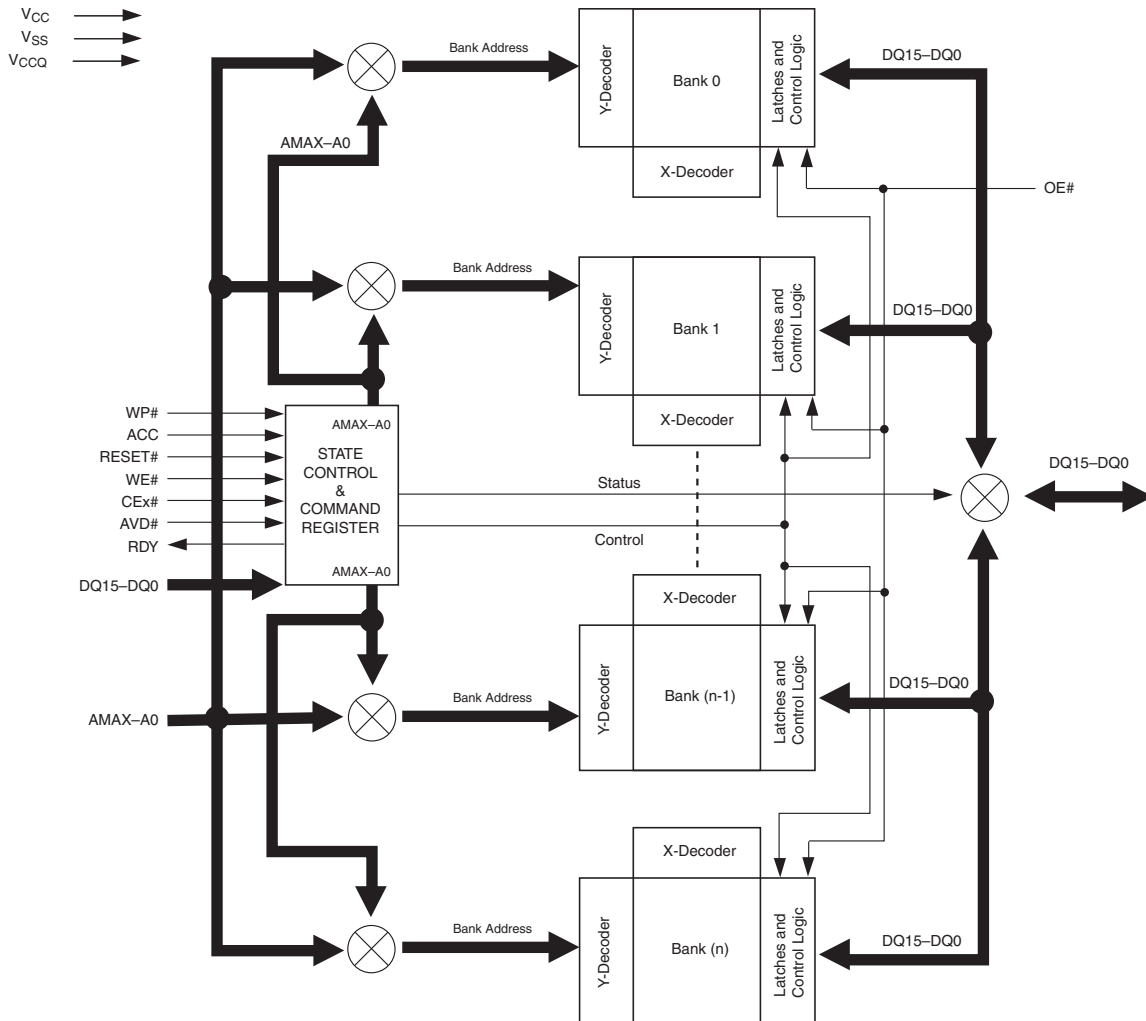 VCC
VSS
VCCQ
Bank Address
Y-Decoder
Bank 0
Latches and
Control Logic
DQ15–DQ0
AMAX–A0
X-Decoder
OE#
Bank Address
Y-Decoder
Bank 1
Latches and
Control Logic
DQ15–DQ0
X-Decoder
WP#
ACC
RESET#
WE#
CEx#
AVD#
RDY
DQ15–DQ0
AMAX–A0
STATE
CONTROL
&
COMMAND
REGISTER
AMAX–A0
Status
Control
DQ15–DQ0
X-Decoder
AMAX–A0
Bank Address
Y-Decoder
Bank (n-1)
Latches and
Control Logic
DQ15–DQ0
X-Decoder
Bank Address
Y-Decoder
Bank (n)
Latches and
Control Logic
DQ15–DQ0